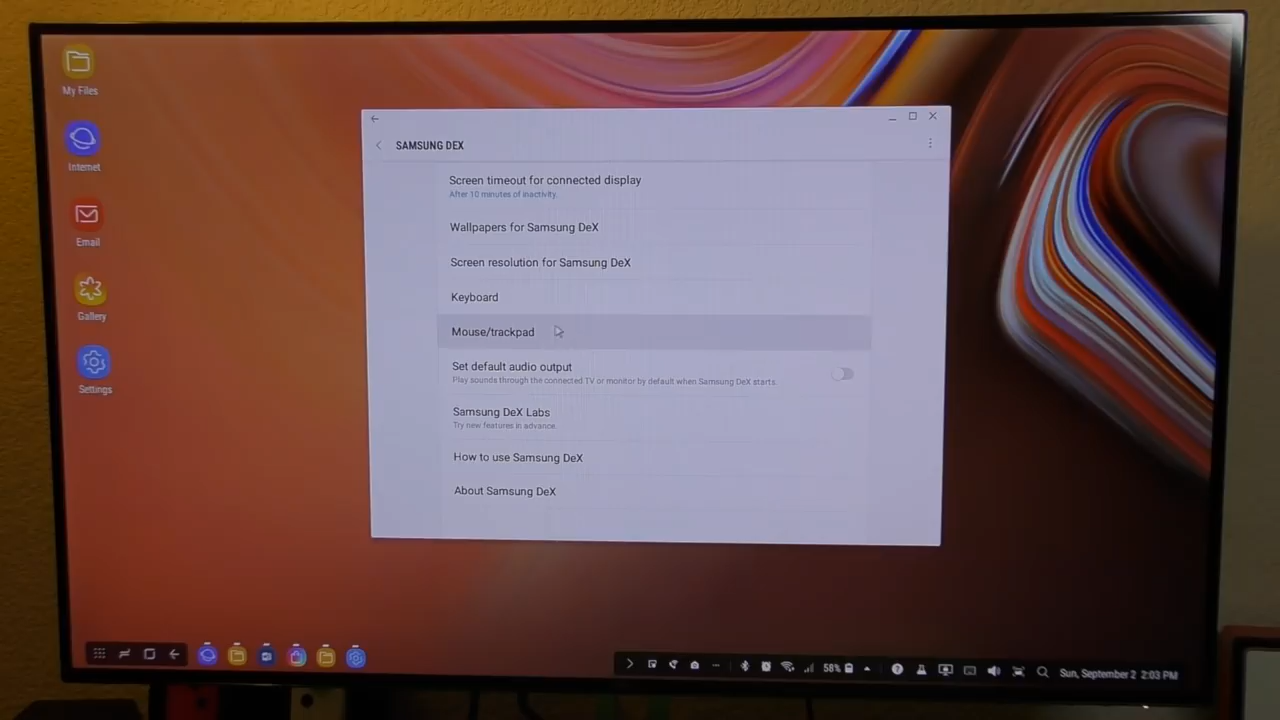 My Files
Internet
Email
Gallery
Settings
SAMSUNG DEX
Screen timeout for connected display
After 10 minutes of inactivity.
Wallpapers for Samsung DeX
Screen resolution for Samsung DeX
Keyboard
Mouse/trackpad
Set default audio output
Play sounds through the connected TV or monitor by default when Samsung DeX starts.
Samsung DeX Labs
Try new features in advance.
How to use Samsung DeX
About Samsung DeX
58%
Sun, September 2 2:03 PM